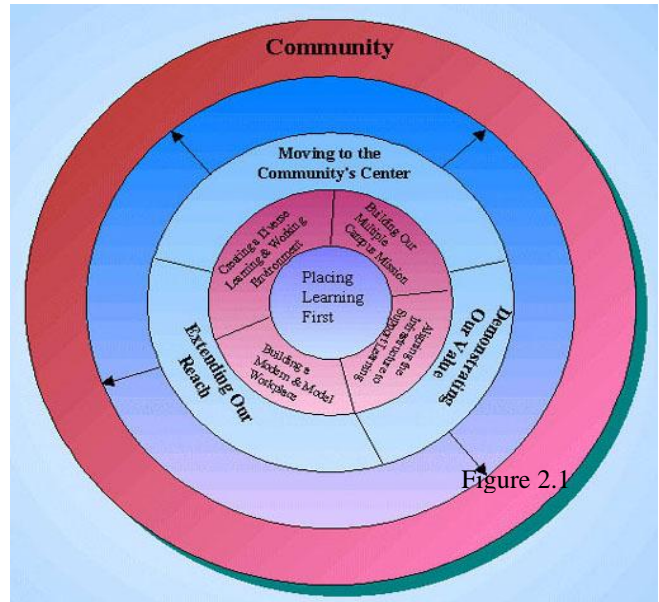 Community
Moving to the
Community's Center
Creating a Diverse
Learning & Working
Environment
Building Our
Multiple
Campus Mission
Placing
Learning
First
Aligning the
Infrastructure to
Support Learning
Building a
Modern & Model
Workplace
Extending Our
Reach
Demonstrating
Our Value
Figure 2.1